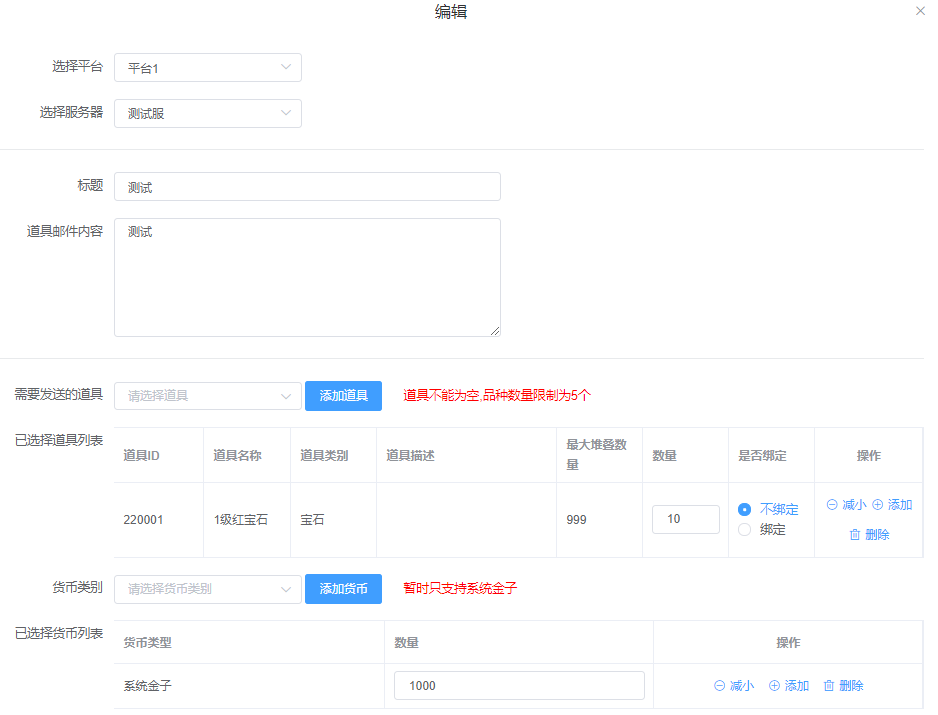 编辑
选择平台 平台1
选择服务器 测试服
标题 测试
道具邮件内容 测试
需要发送的道具 请选择道具 添加道具 道具不能为空,品种数量限制为5个
已选择道具列表
道具ID 道具名称 道具类别 道具描述 最大堆叠数量 数量 是否绑定 操作
220001 1级红宝石 宝石 999 10 不绑定 绑定 减小 添加 删除
货币类别 请选择货币类别 添加货币 暂时只支持系统金子
已选择货币列表
货币类型 数量 操作
系统金子 1000 减小 添加 删除